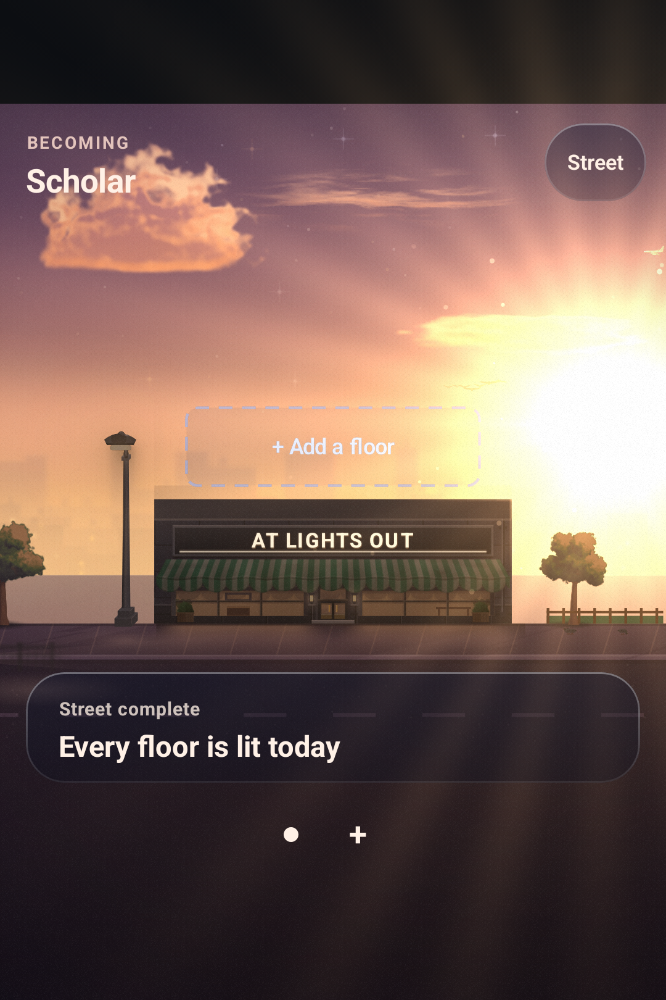 BECOMING
Scholar
Street
+ Add a floor
AT LIGHTS OUT
Street complete
Every floor is lit today
+